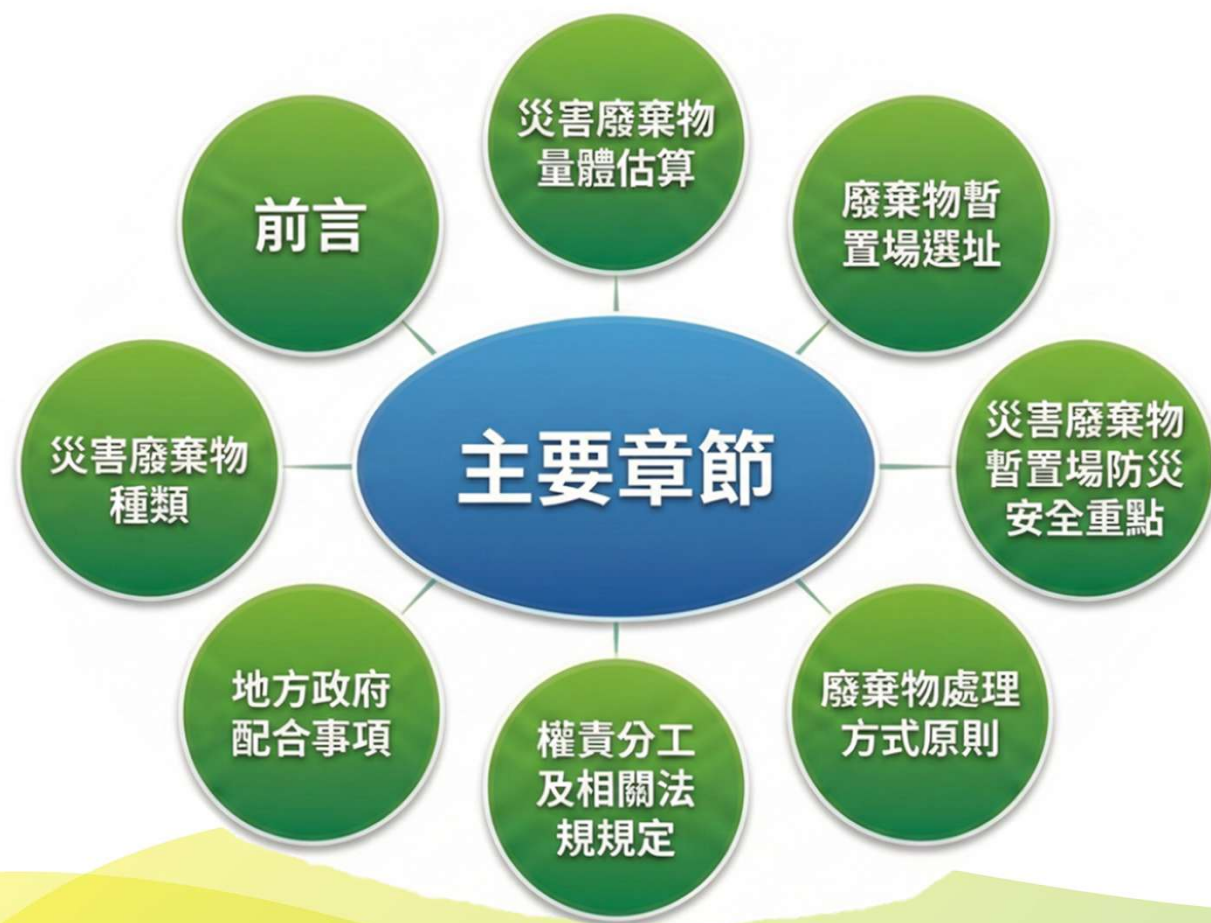 災害廢棄物
量體估算
前言
廢棄物暫
置場選址
主要章節
災害廢棄物
種類
災害廢棄物
暫置場防災
安全重點
地方政府
配合事項
權責分工
及相關法
規規定
廢棄物處理
方式原則